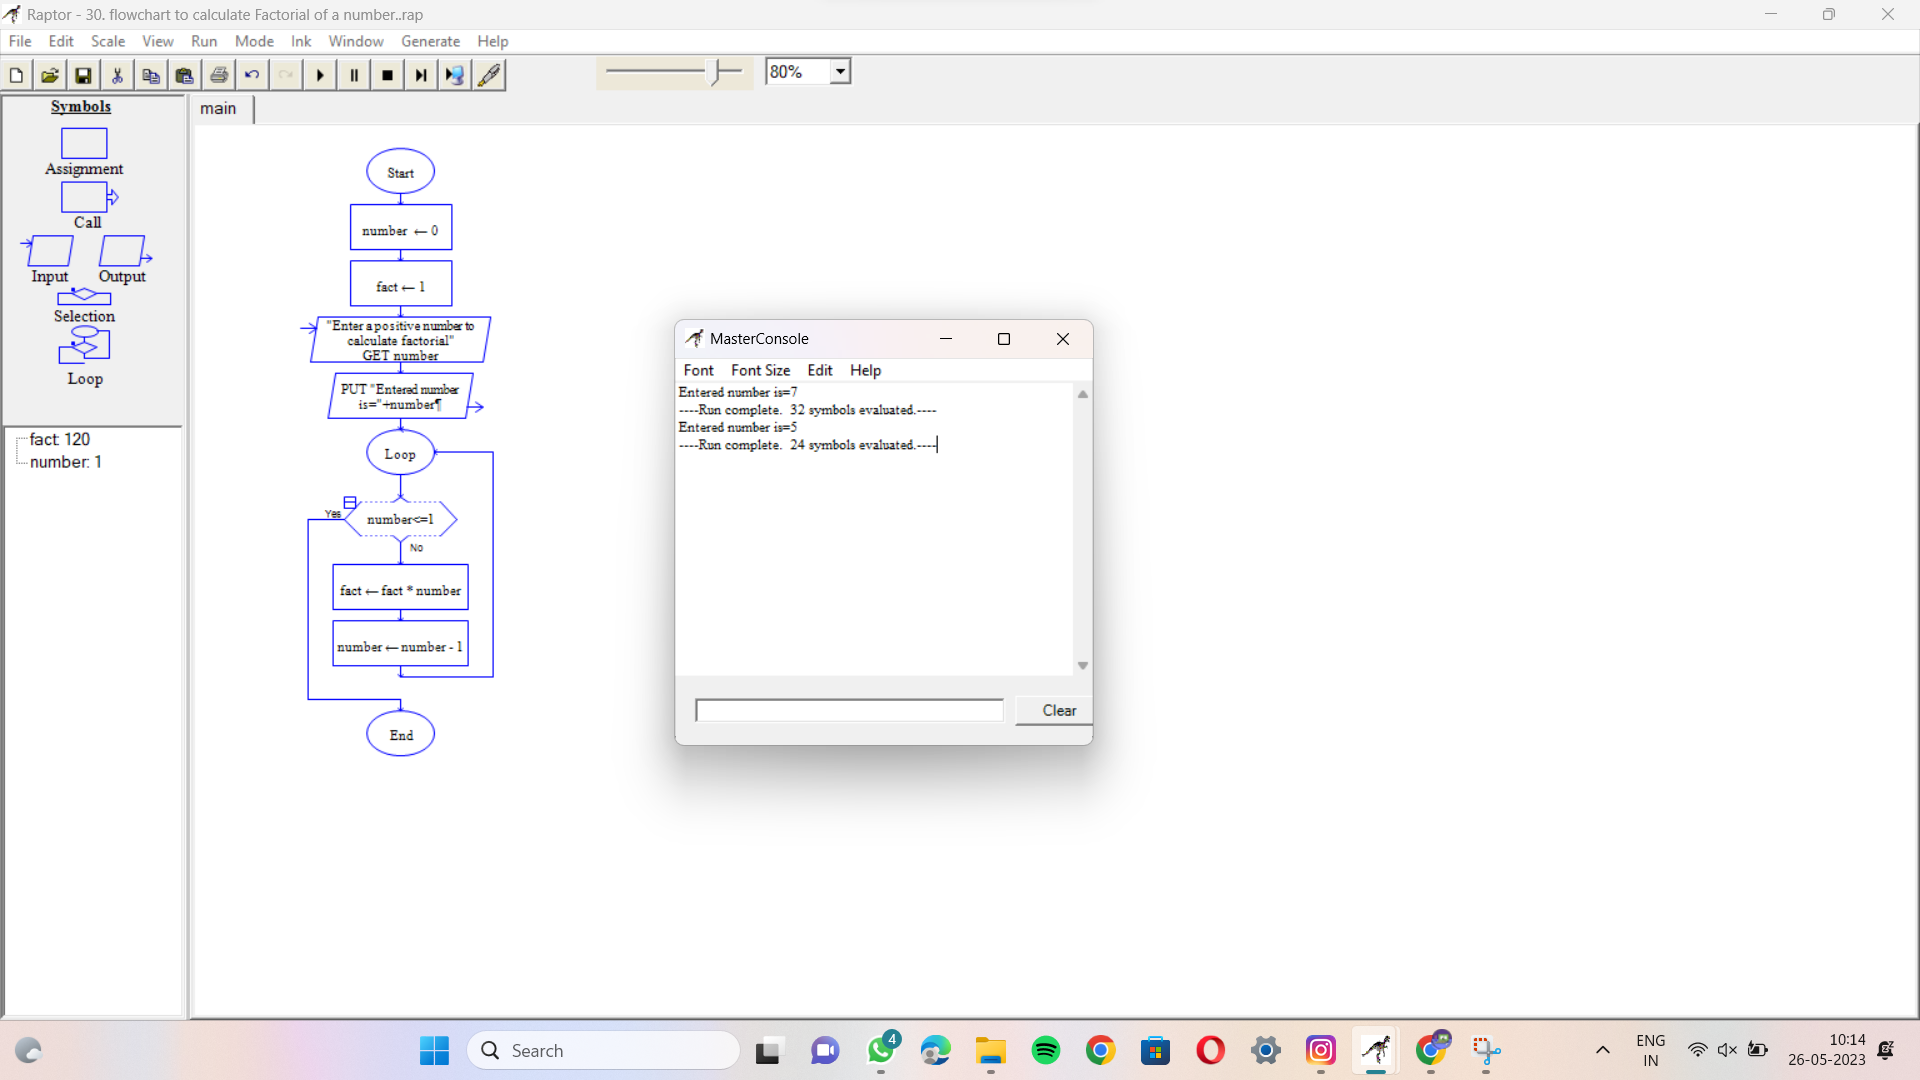 Raptor - 30. flowchart to calculate Factorial of a number..rap
File Edit Scale View Run Mode Ink Window Generate Help
80%
Symbols
Assignment
Call
Input Output
Selection
Loop
fact: 120
number: 1
main
Start
number ← 0
fact ← 1
"Enter a positive number to
calculate factorial"
GET number
PUT "Entered number
is="+number¶
Loop
Yes
number<=1
No
fact ← fact * number
number ← number - 1
End
MasterConsole
Font Font Size Edit Help
Entered number is=7
----Run complete.  32 symbols evaluated.----
Entered number is=5
----Run complete.  24 symbols evaluated.----
Clear
Search
4
ENG
IN
10:14
26-05-2023